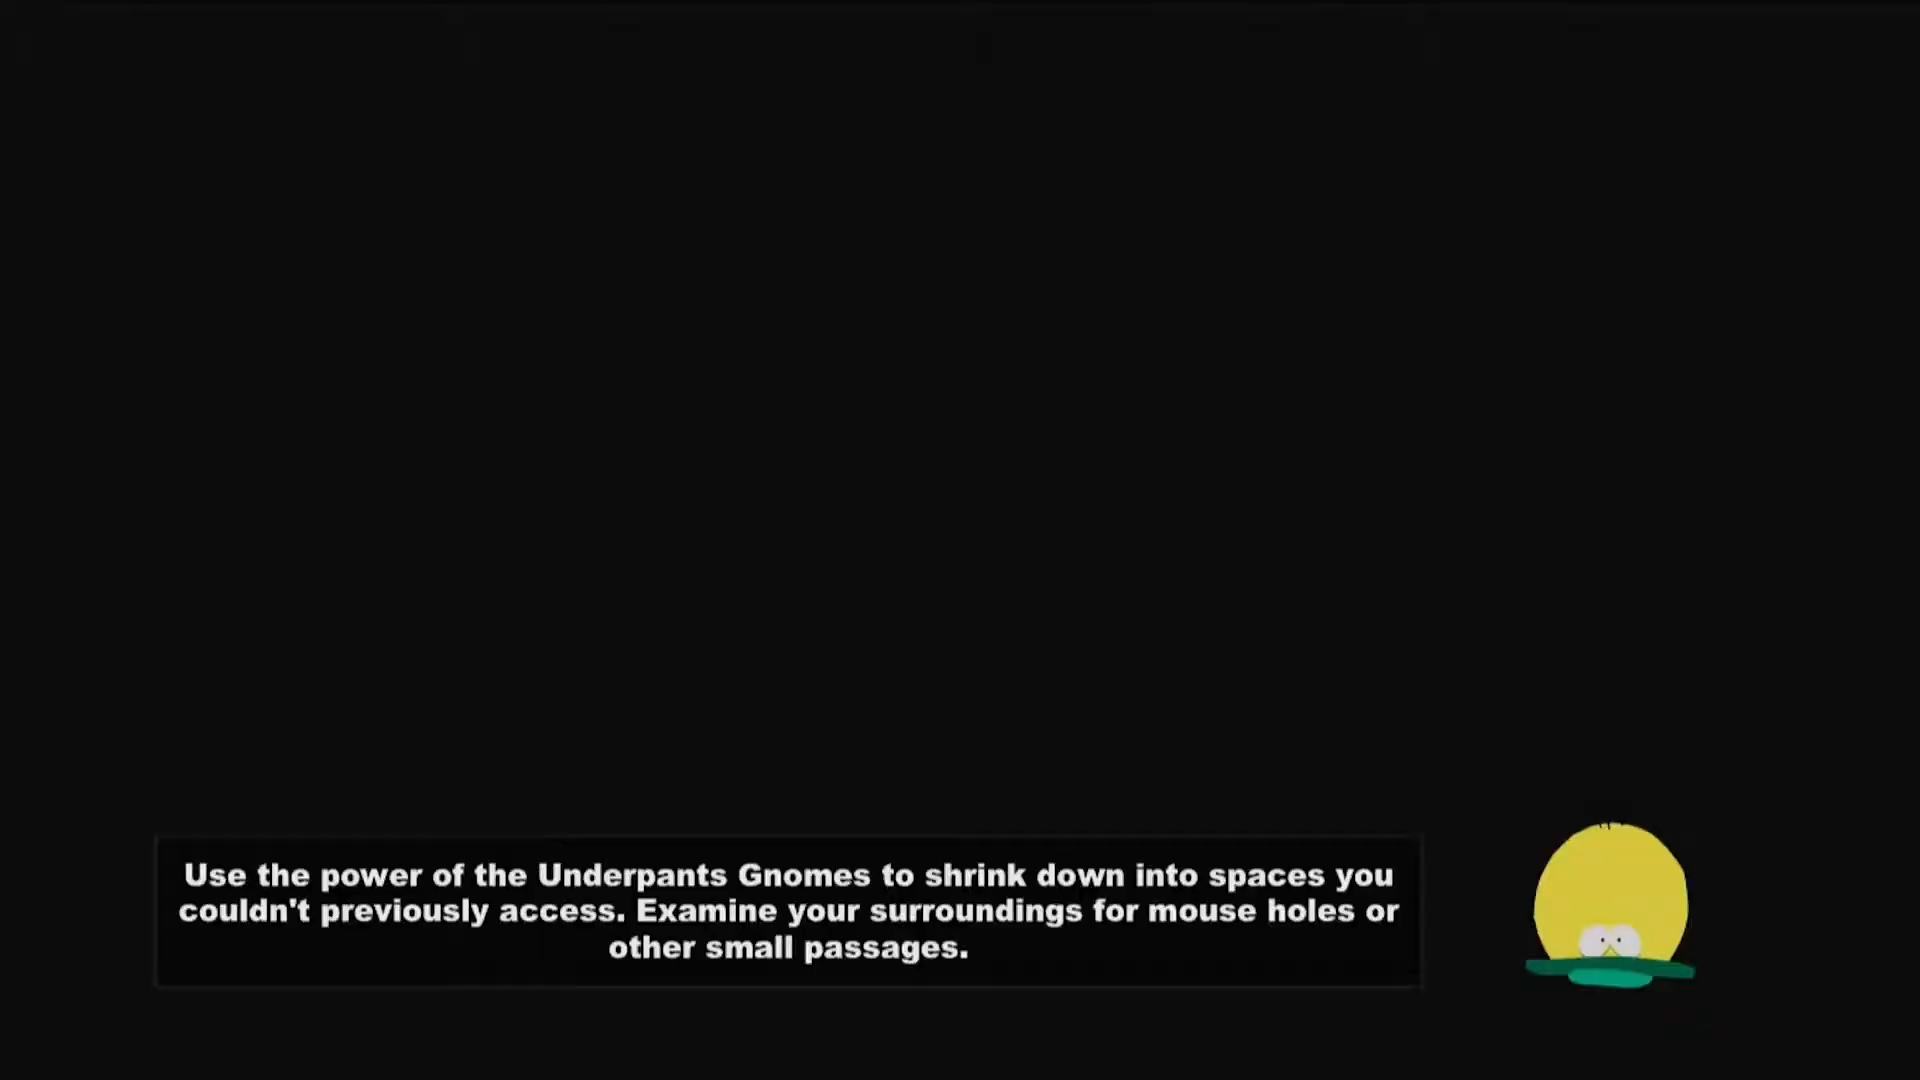 Use the power of the Underpants Gnomes to shrink down into spaces you
couldn't previously access. Examine your surroundings for mouse holes or
other small passages.